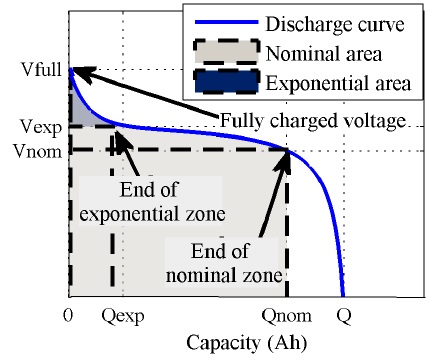 Discharge curve
Nominal area
Exponential area
Vfull
Fully charged voltage
Vexp
Vnom
End of
exponential zone
End of
nominal zone
0 Qexp Qnom Q
Capacity (Ah)